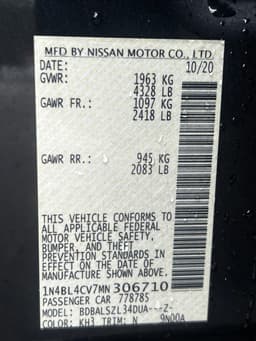 MFD BY NISSAN MOTOR CO., LTD.
DATE: 10/20
GVWR: 1963 KG
4328 LB
GAWR FR.: 1097 KG
2418 LB
GAWR RR.: 945 KG
2083 LB
THIS VEHICLE CONFORMS TO
ALL APPLICABLE FEDERAL
MOTOR VEHICLE SAFETY,
BUMPER, AND THEFT
PREVENTION STANDARDS IN
EFFECT ON THE DATE OF
MANUFACTURE SHOWN ABOVE.
1N4BL4CV7MN306710
PASSENGER CAR 778785
MODEL: BDBALSZL34DUA---Z-
COLOR: KH3 TRIM: N 9N00A